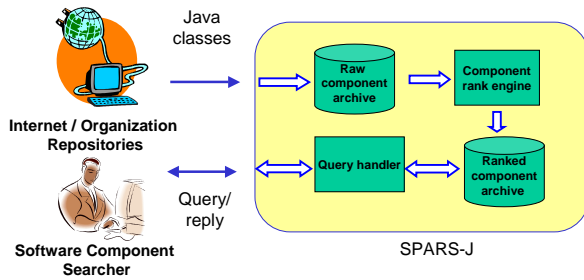 Java
classes
Raw
component
archive
Component
rank engine
Internet / Organization
Repositories
Query handler
Ranked
component
archive
Query/
reply
Software Component
Searcher
SPARS-J